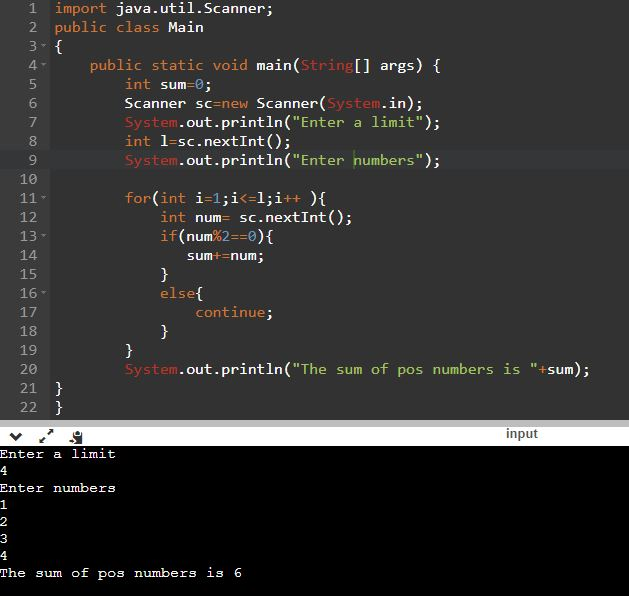 1 import java.util.Scanner;
2 public class Main
3 {
4 public static void main(String[] args) {
5 int sum=0;
6 Scanner sc=new Scanner(System.in);
7 System.out.println("Enter a limit");
8 int l=sc.nextInt();
9 System.out.println("Enter numbers");
10
11 for(int i=1;i<=l;i++ ){
12 int num= sc.nextInt();
13 if(num%2==0){
14 sum+=num;
15 }
16 else{
17 continue;
18 }
19 }
20 System.out.println("The sum of pos numbers is "+sum);
21 }
22 }
input
Enter a limit
4
Enter numbers
1
2
3
4
The sum of pos numbers is 6